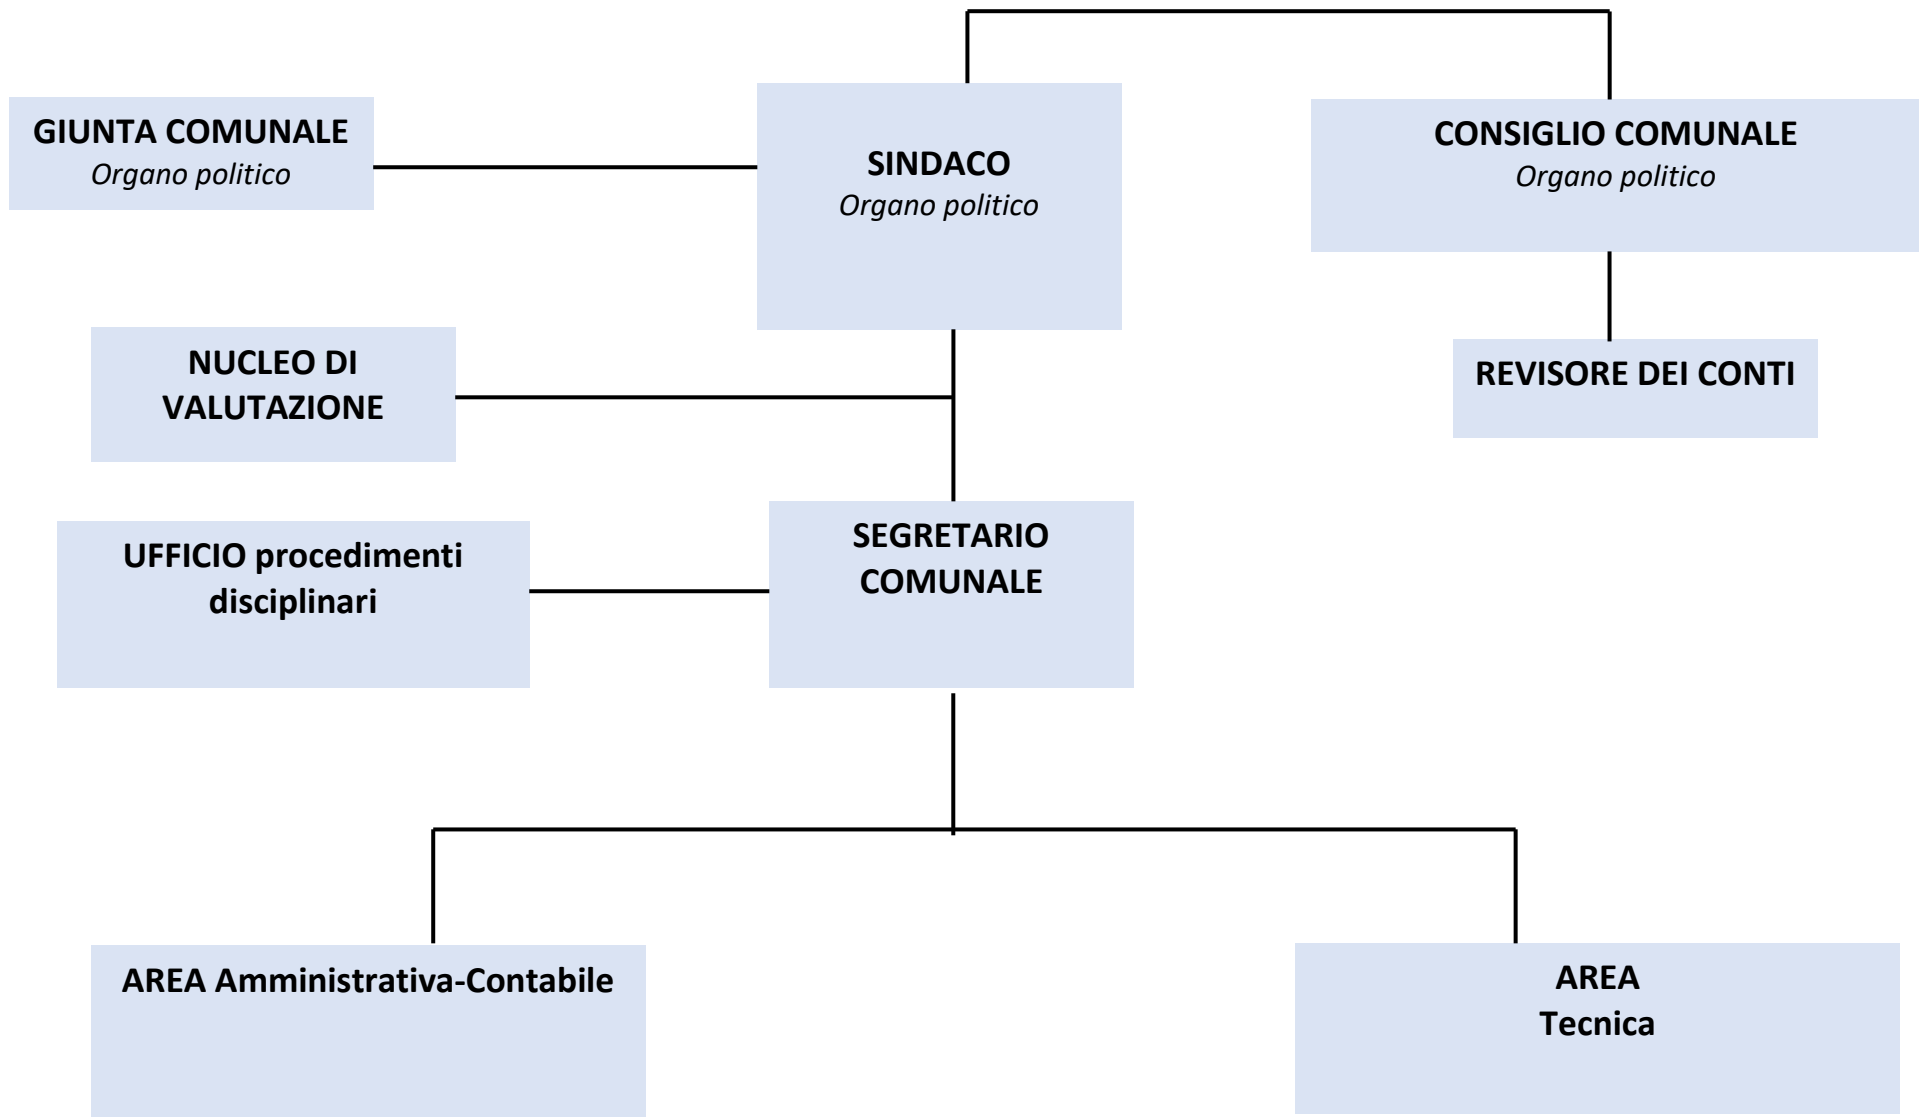 GIUNTA COMUNALE
Organo politico
SINDACO
Organo politico
CONSIGLIO COMUNALE
Organo politico
NUCLEO DI
VALUTAZIONE
REVISORE DEI CONTI
UFFICIO procedimenti
disciplinari
SEGRETARIO
COMUNALE
AREA Amministrativa-Contabile
AREA
Tecnica